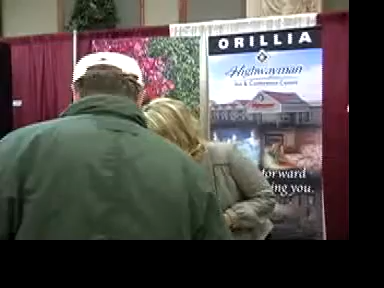 ORILLIA
Highwayman
Inn & Conference Centre
forward
ing you.